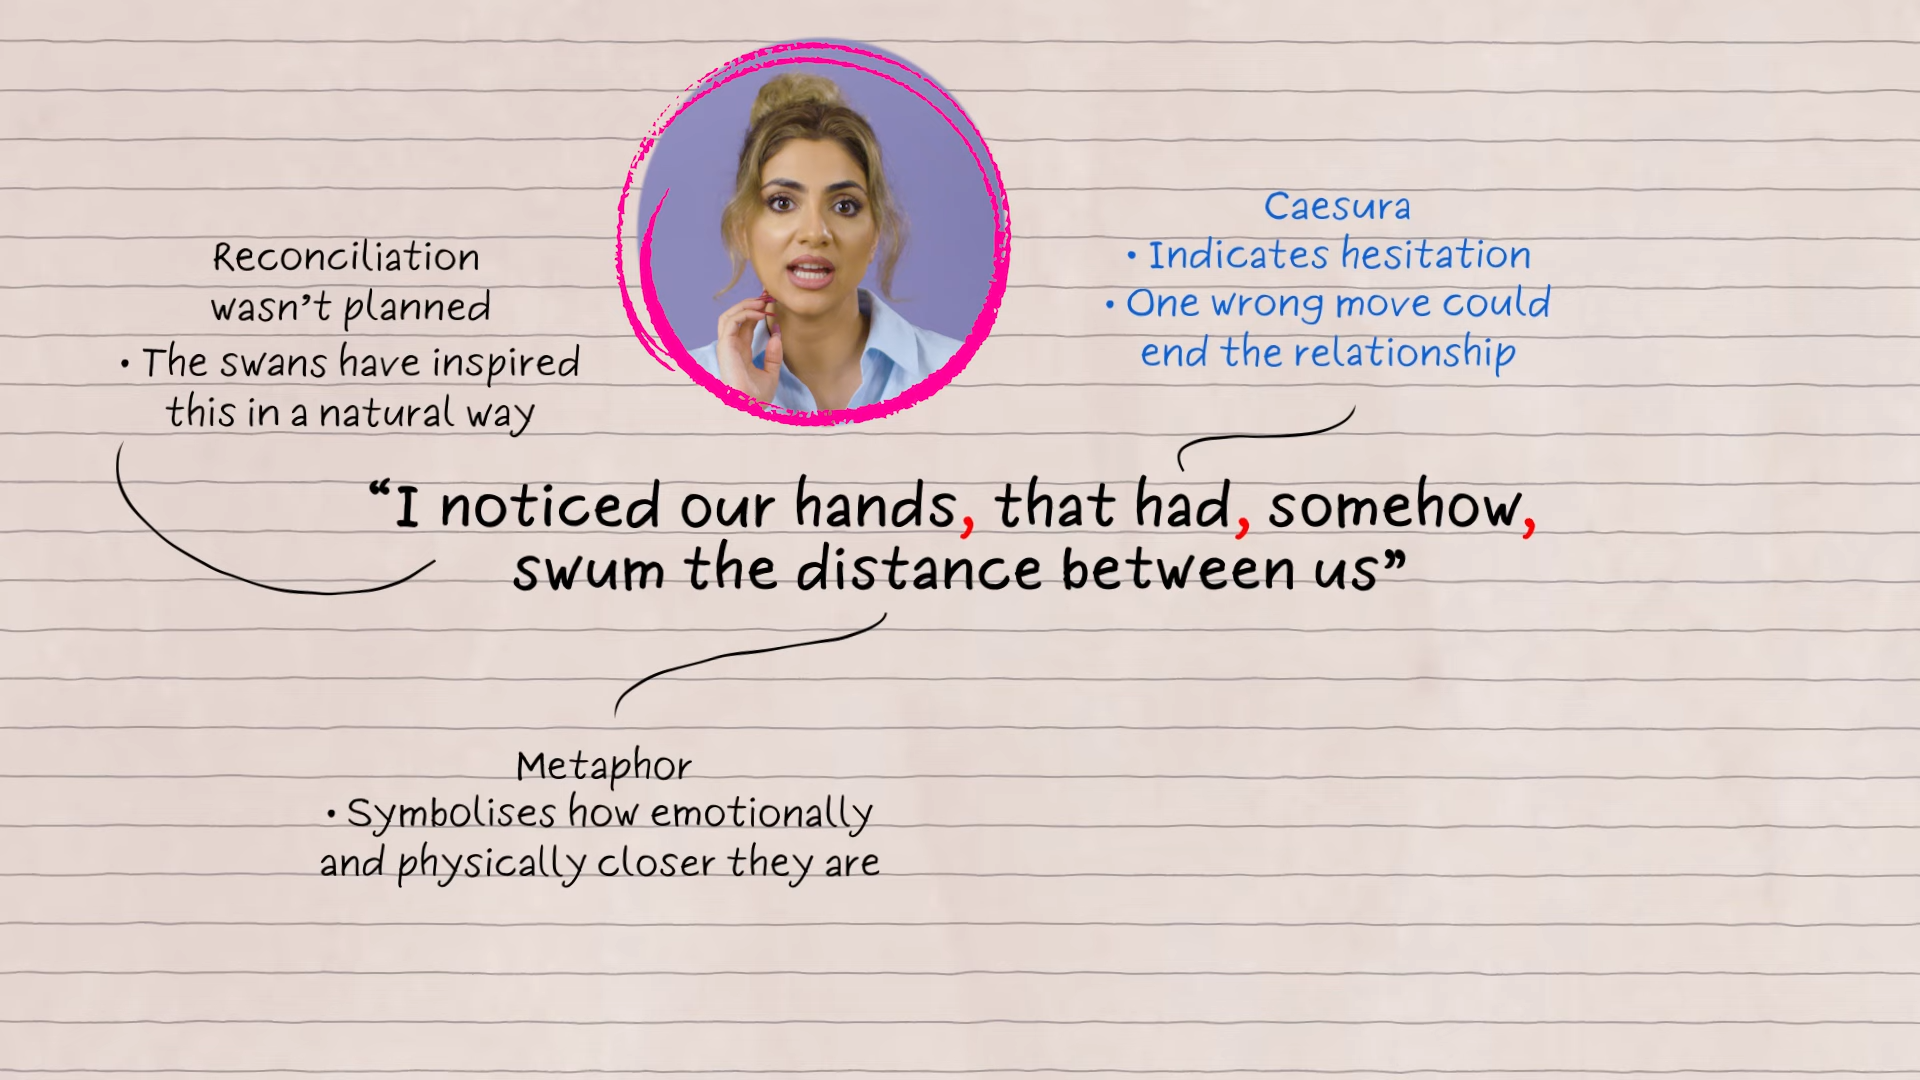 Reconciliation
wasn't planned
• The swans have inspired
this in a natural way
Caesura
• Indicates hesitation
• One wrong move could
end the relationship
“I noticed our hands, that had, somehow,
swum the distance between us”
Metaphor
• Symbolises how emotionally
and physically closer they are